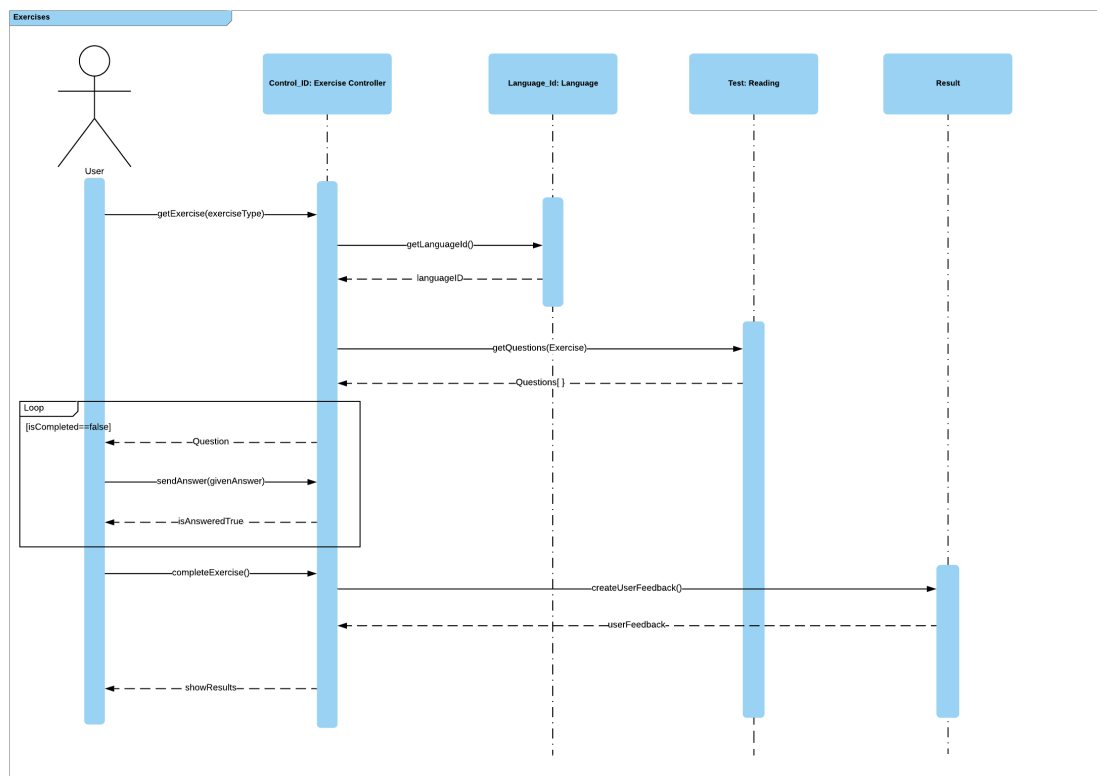 Exercises
Control_ID: Exercise Controller
Language_Id: Language
Test: Reading
Result
User
getExercise(exerciseType)
getLanguageId()
languageID
getQuestions(Exercise)
Questions[ }
Loop
[isCompleted==false]
Question
sendAnswer(givenAnswer)
isAnsweredTrue
completeExercise()
createUserFeedback()
userFeedback
showResults